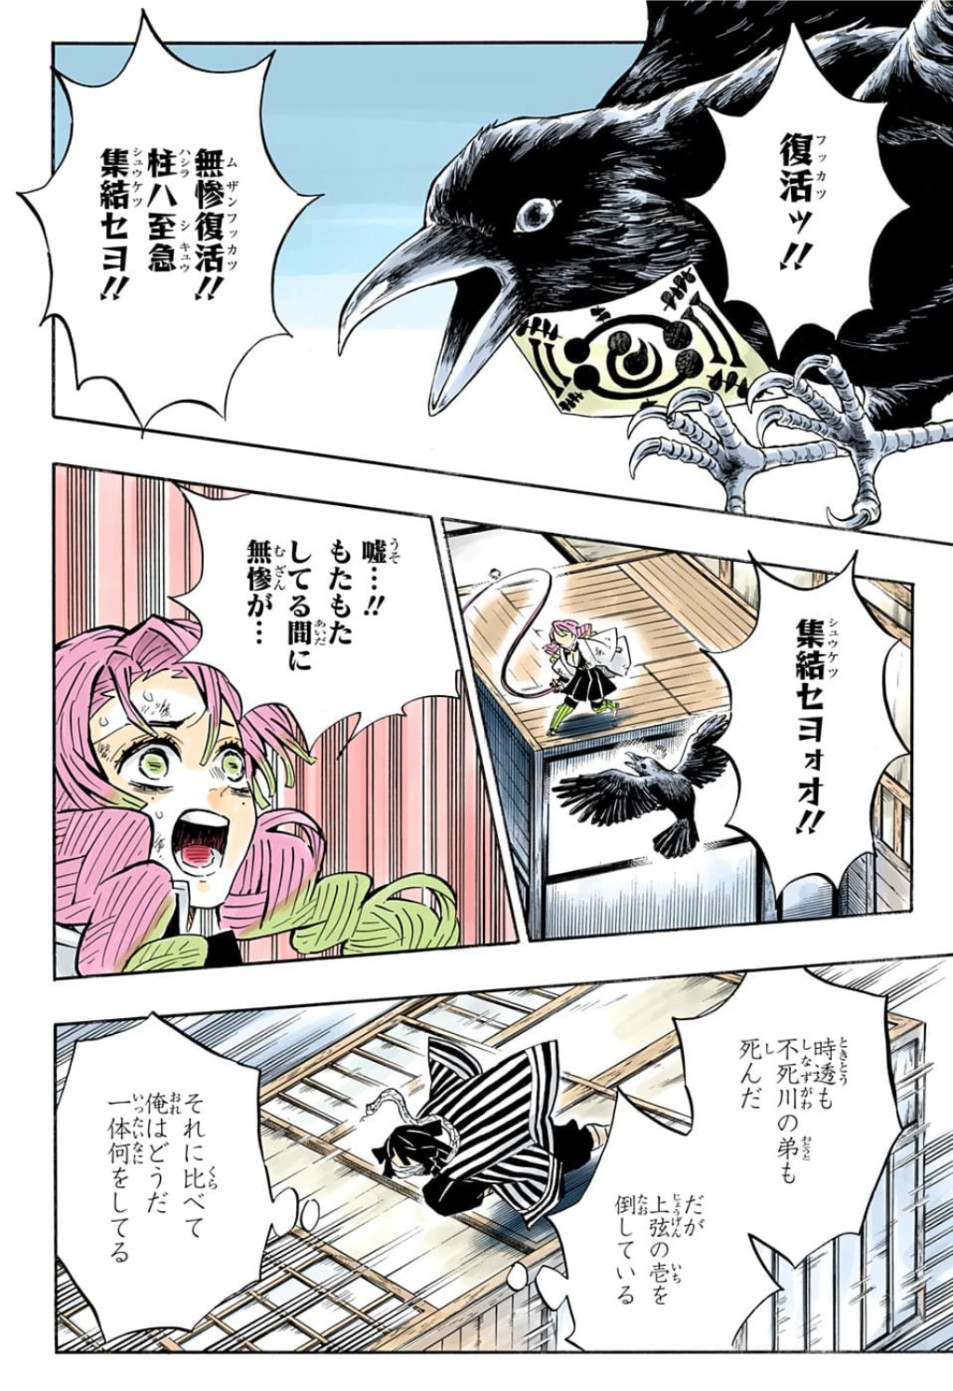 復活ッ!!
無惨復活!!
柱ハ至急
集結セヨ!!
集結セヨォオ!!
嘘…!!
もたもた
してる間に
無惨が…
時透も
不死川の弟も
死んだ
だが
上弦の壱を
倒している
それに比べて
俺はどうだ
一体何をしてる